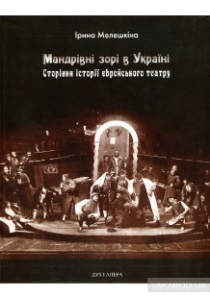 Ірина Мелешкіна
Мандрівні зорі в Україні
Сторінки історії єврейського театру
ДУХ І ЛІТЕРА